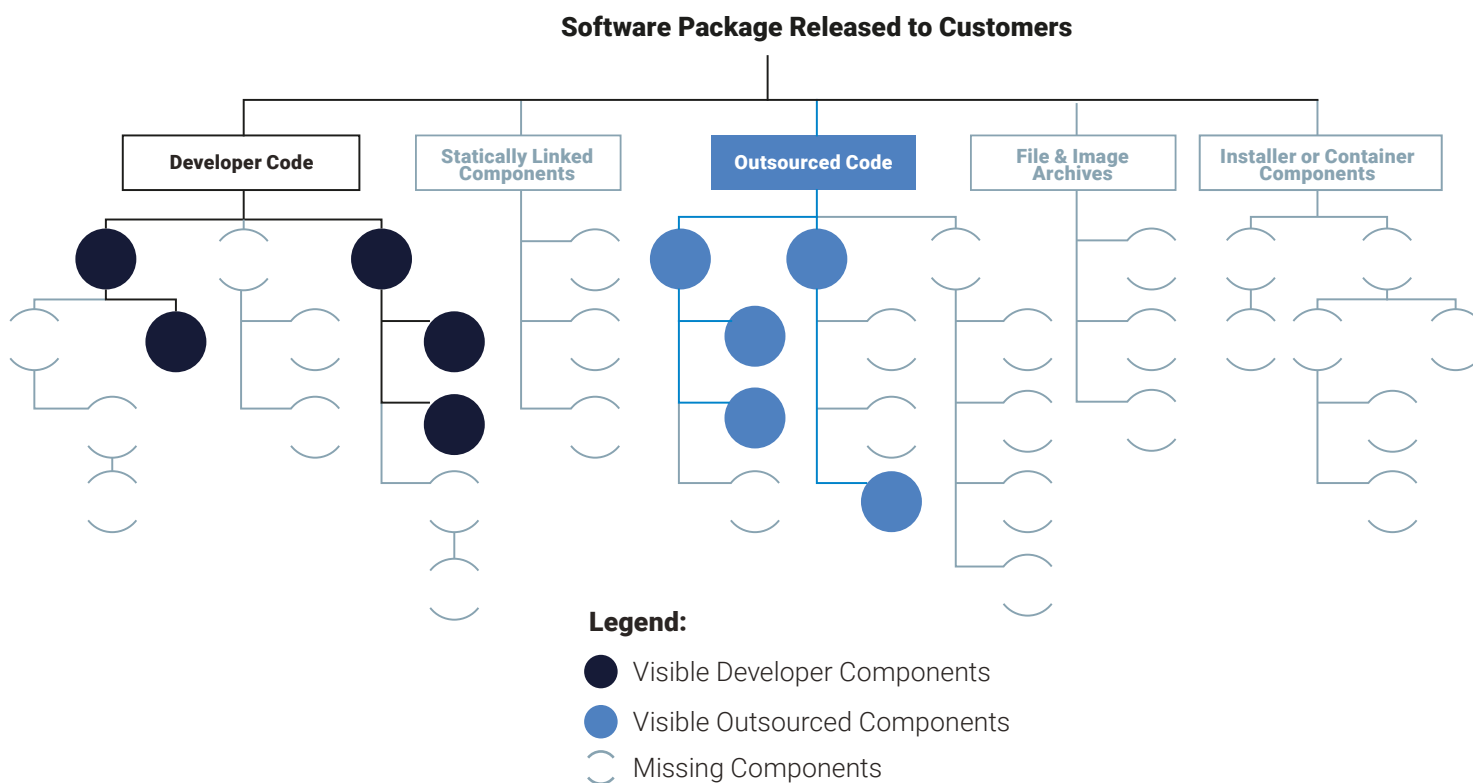 Software Package Released to Customers
Developer Code
Statically Linked
Components
Outsourced Code
File & Image
Archives
Installer or Container
Components
Legend:
Visible Developer Components
Visible Outsourced Components
Missing Components